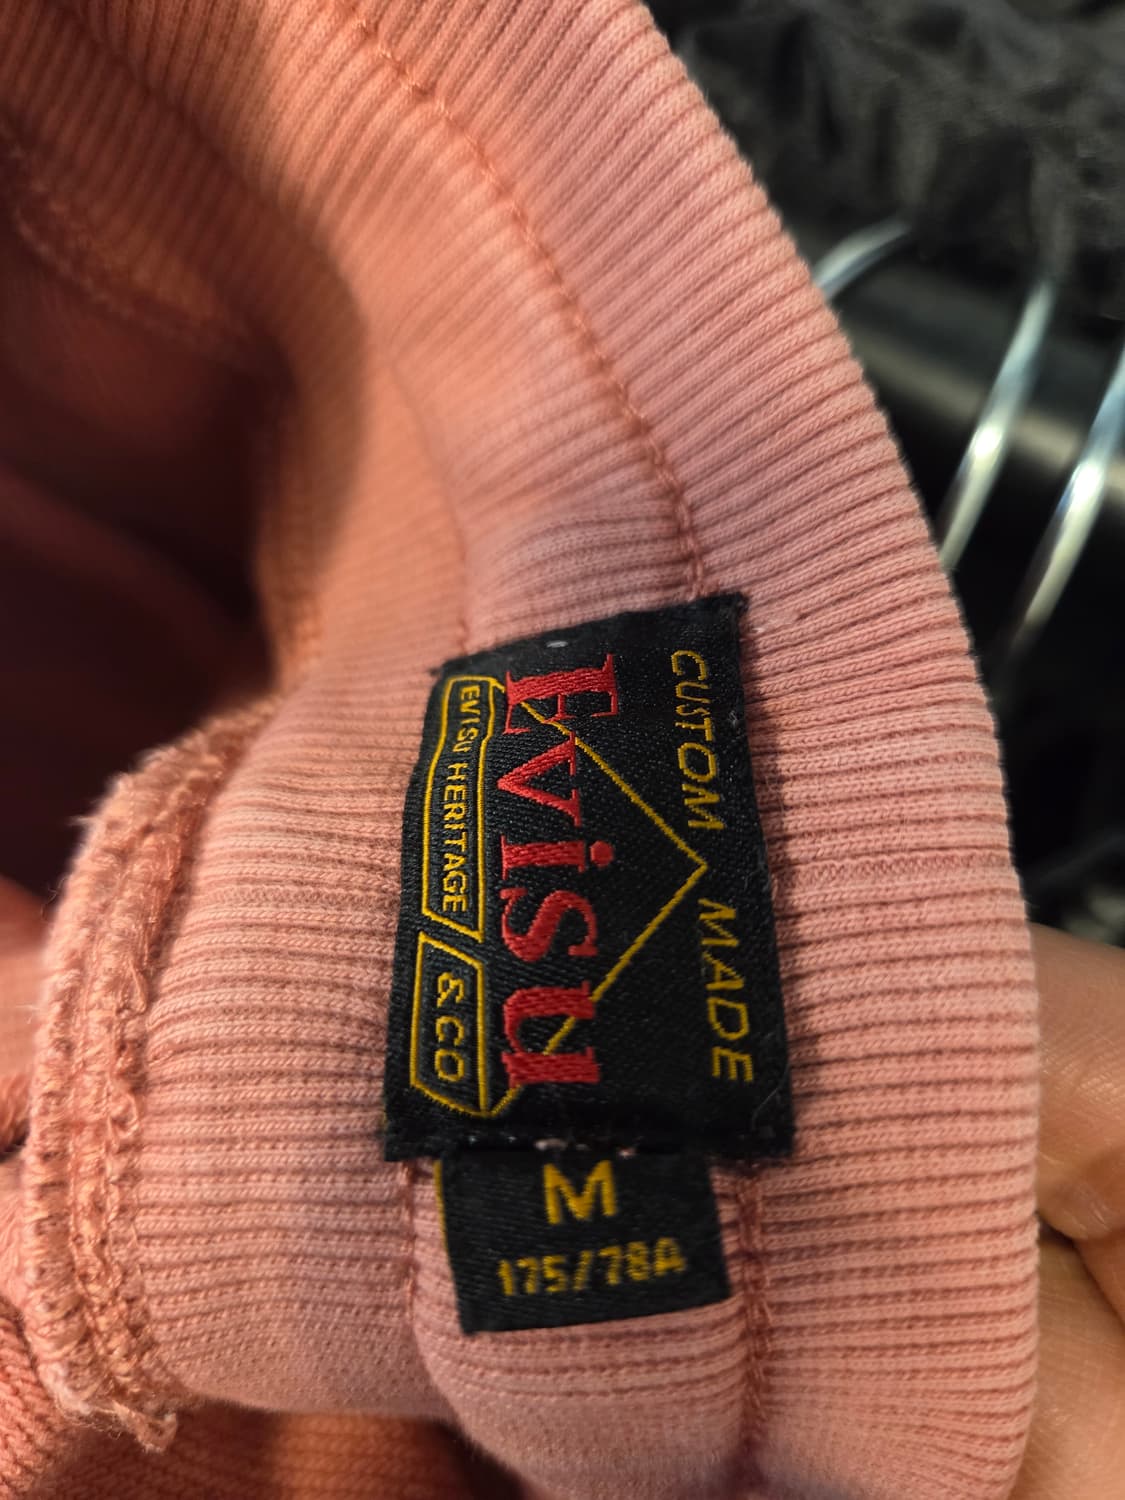 CUSTOM MADE
Evisu
EVISU HERITAGE & CO
M
175/78A